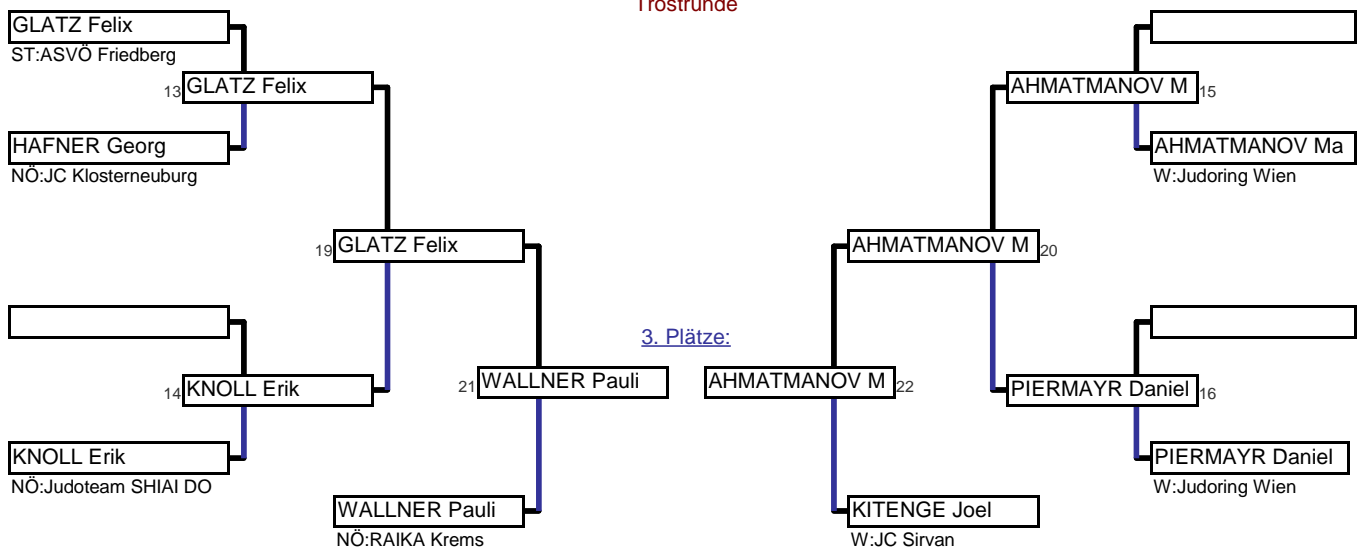 Trostrunde
GLATZ Felix
ST:ASVÖ Friedberg
13 GLATZ Felix
AHMATMANOV M 15
HAFNER Georg
NÖ:JC Klosterneuburg
AHMATMANOV Ma
W:Judoring Wien
19 GLATZ Felix
AHMATMANOV M 20
3. Plätze:
14 KNOLL Erik
21 WALLNER Pauli
AHMATMANOV M 22
PIERMAYR Daniel 16
KNOLL Erik
NÖ:Judoteam SHIAI DO
PIERMAYR Daniel
W:Judoring Wien
WALLNER Pauli
NÖ:RAIKA Krems
KITENGE Joel
W:JC Sirvan